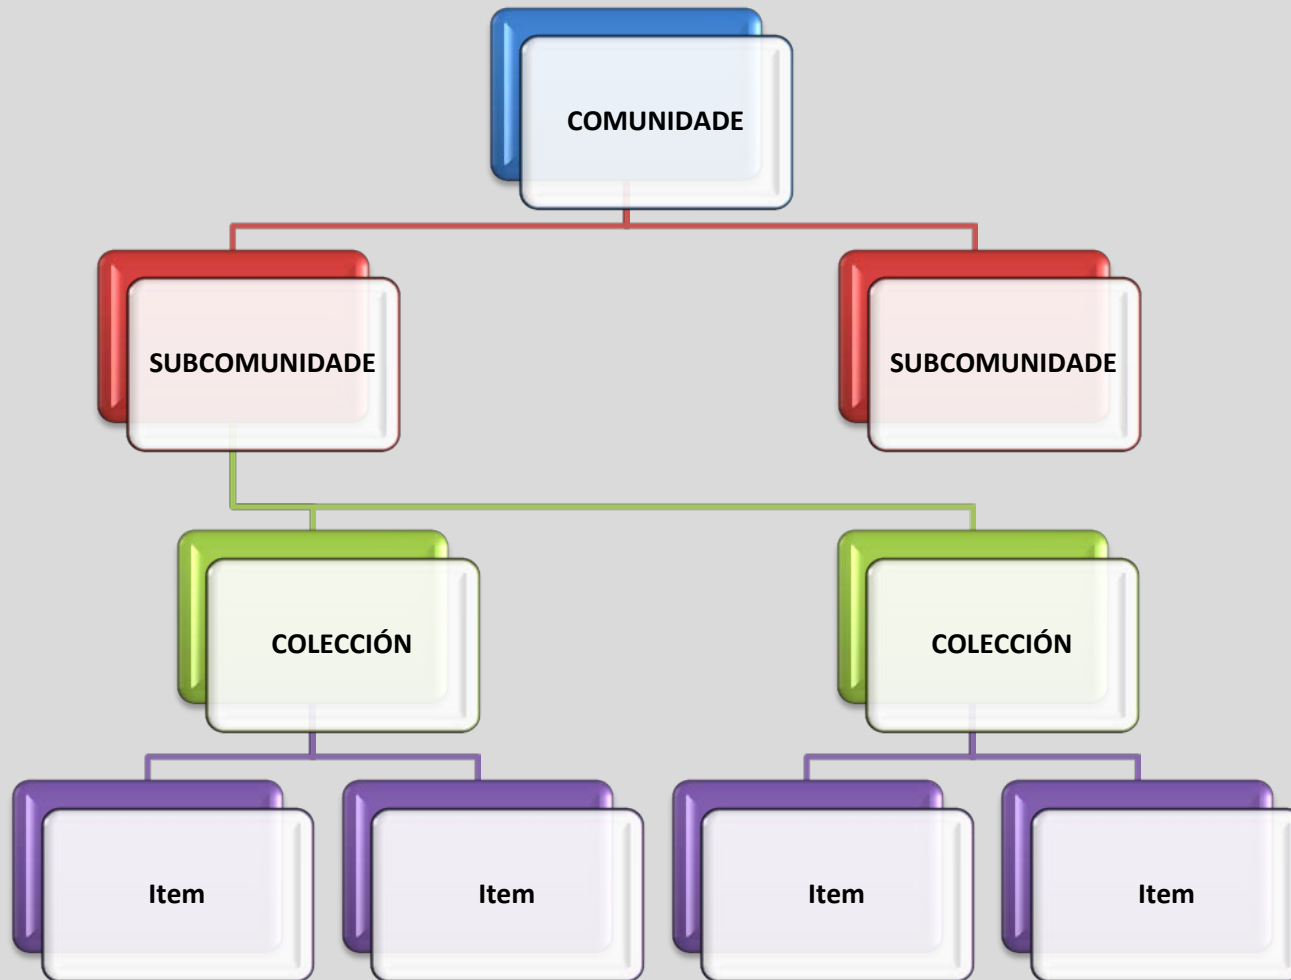 COMUNIDADE
SUBCOMUNIDADE
SUBCOMUNIDADE
COLECCIÓN
COLECCIÓN
Item
Item
Item
Item